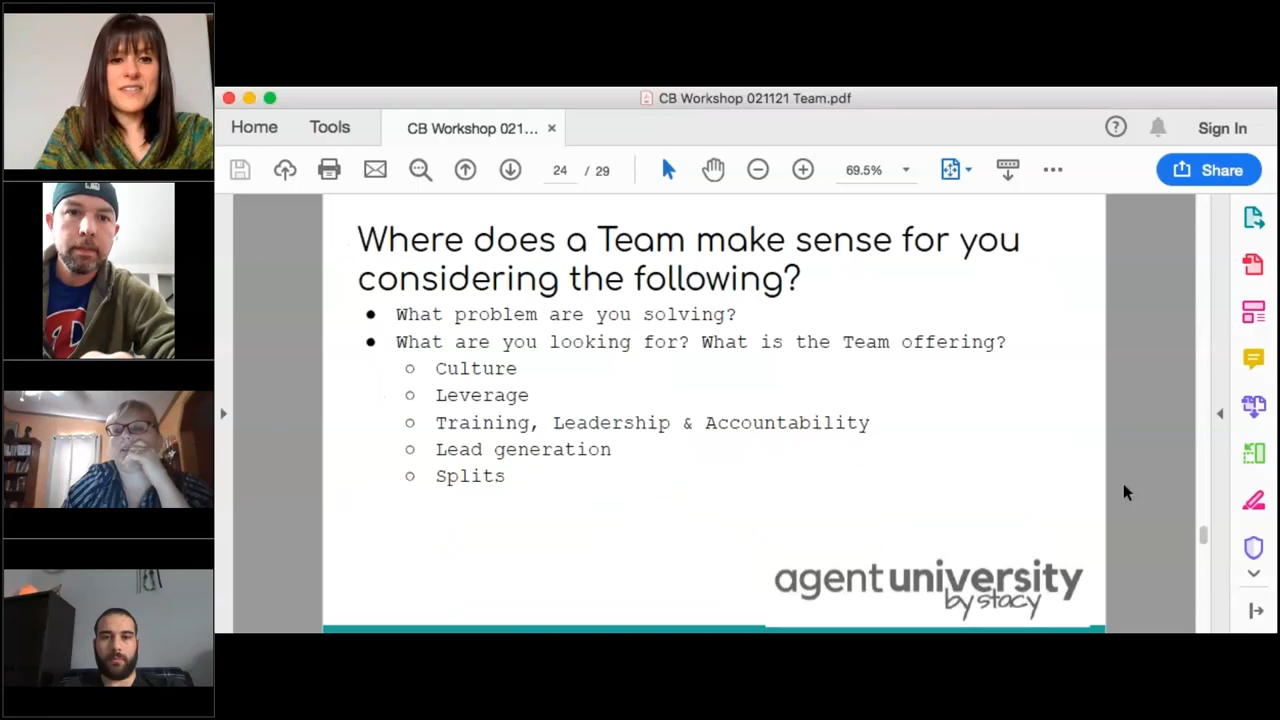 CB Workshop 021121 Team.pdf
Home Tools CB Workshop 021... × Sign In
24 / 29 69.5% Share
Where does a Team make sense for you
considering the following?
● What problem are you solving?
● What are you looking for? What is the Team offering?
○ Culture
○ Leverage
○ Training, Leadership & Accountability
○ Lead generation
○ Splits
agent university
by stacy